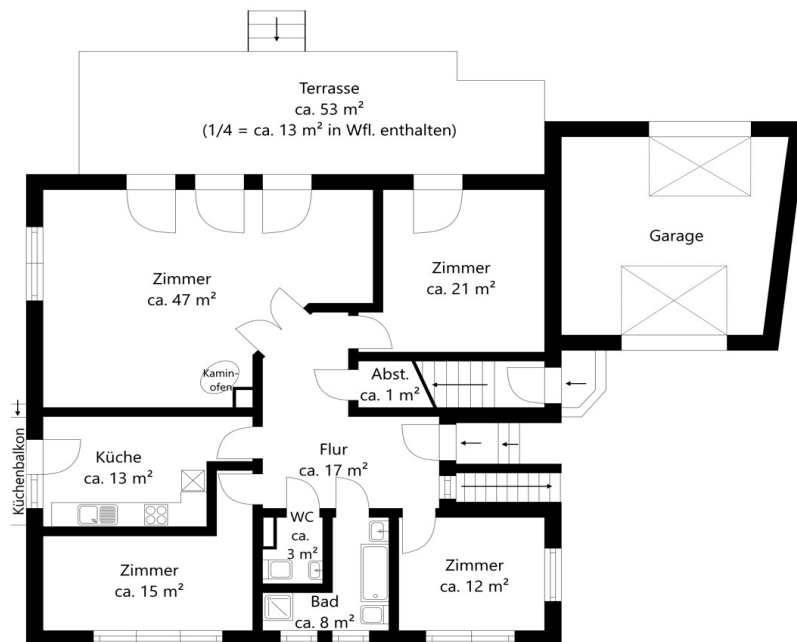 Terrasse
ca. 53 m²
(1/4 = ca. 13 m² in Wfl. enthalten)
Garage
Zimmer
ca. 47 m²
Zimmer
ca. 21 m²
Kamin-
ofen
Abst.
ca. 1 m²
Küchenbalkon
Küche
ca. 13 m²
Flur
ca. 17 m²
WC
ca.
3 m²
Zimmer
ca. 15 m²
Bad
ca. 8 m²
Zimmer
ca. 12 m²